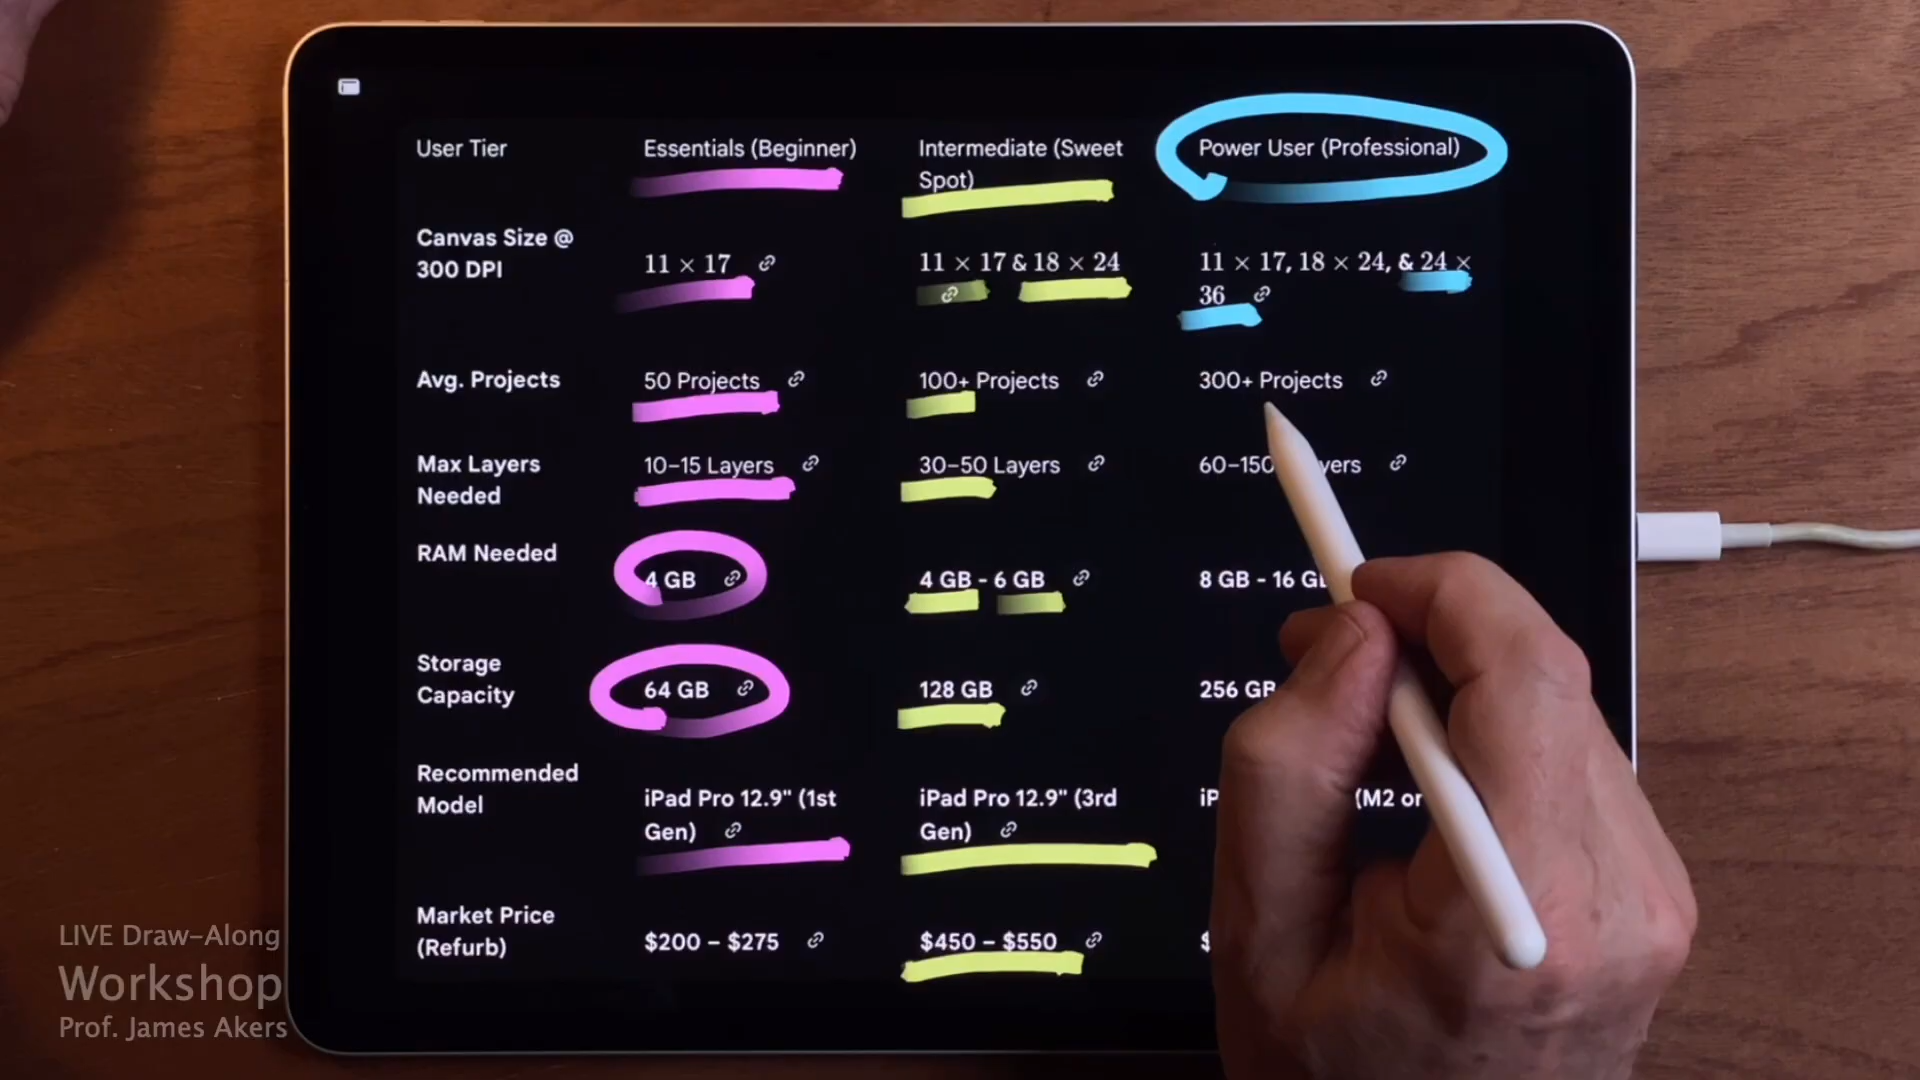 User Tier
Essentials (Beginner)
Intermediate (Sweet
Spot)
Power User (Professional)
Canvas Size @
300 DPI
11 × 17
11 × 17 & 18 × 24
11 × 17, 18 × 24, & 24 ×
36
Avg. Projects
50 Projects
100+ Projects
300+ Projects
Max Layers
Needed
10–15 Layers
30–50 Layers
60–150
RAM Needed
4 GB
4 GB - 6 GB
8 GB - 16
Storage
Capacity
64 GB
128 GB
256 GB
Recommended
Model
iPad Pro 12.9" (1st
Gen)
iPad Pro 12.9" (3rd
Gen)
(M2 or
Market Price
(Refurb)
$200 – $275
$450 – $550
$
LIVE Draw-Along
Workshop
Prof. James Akers